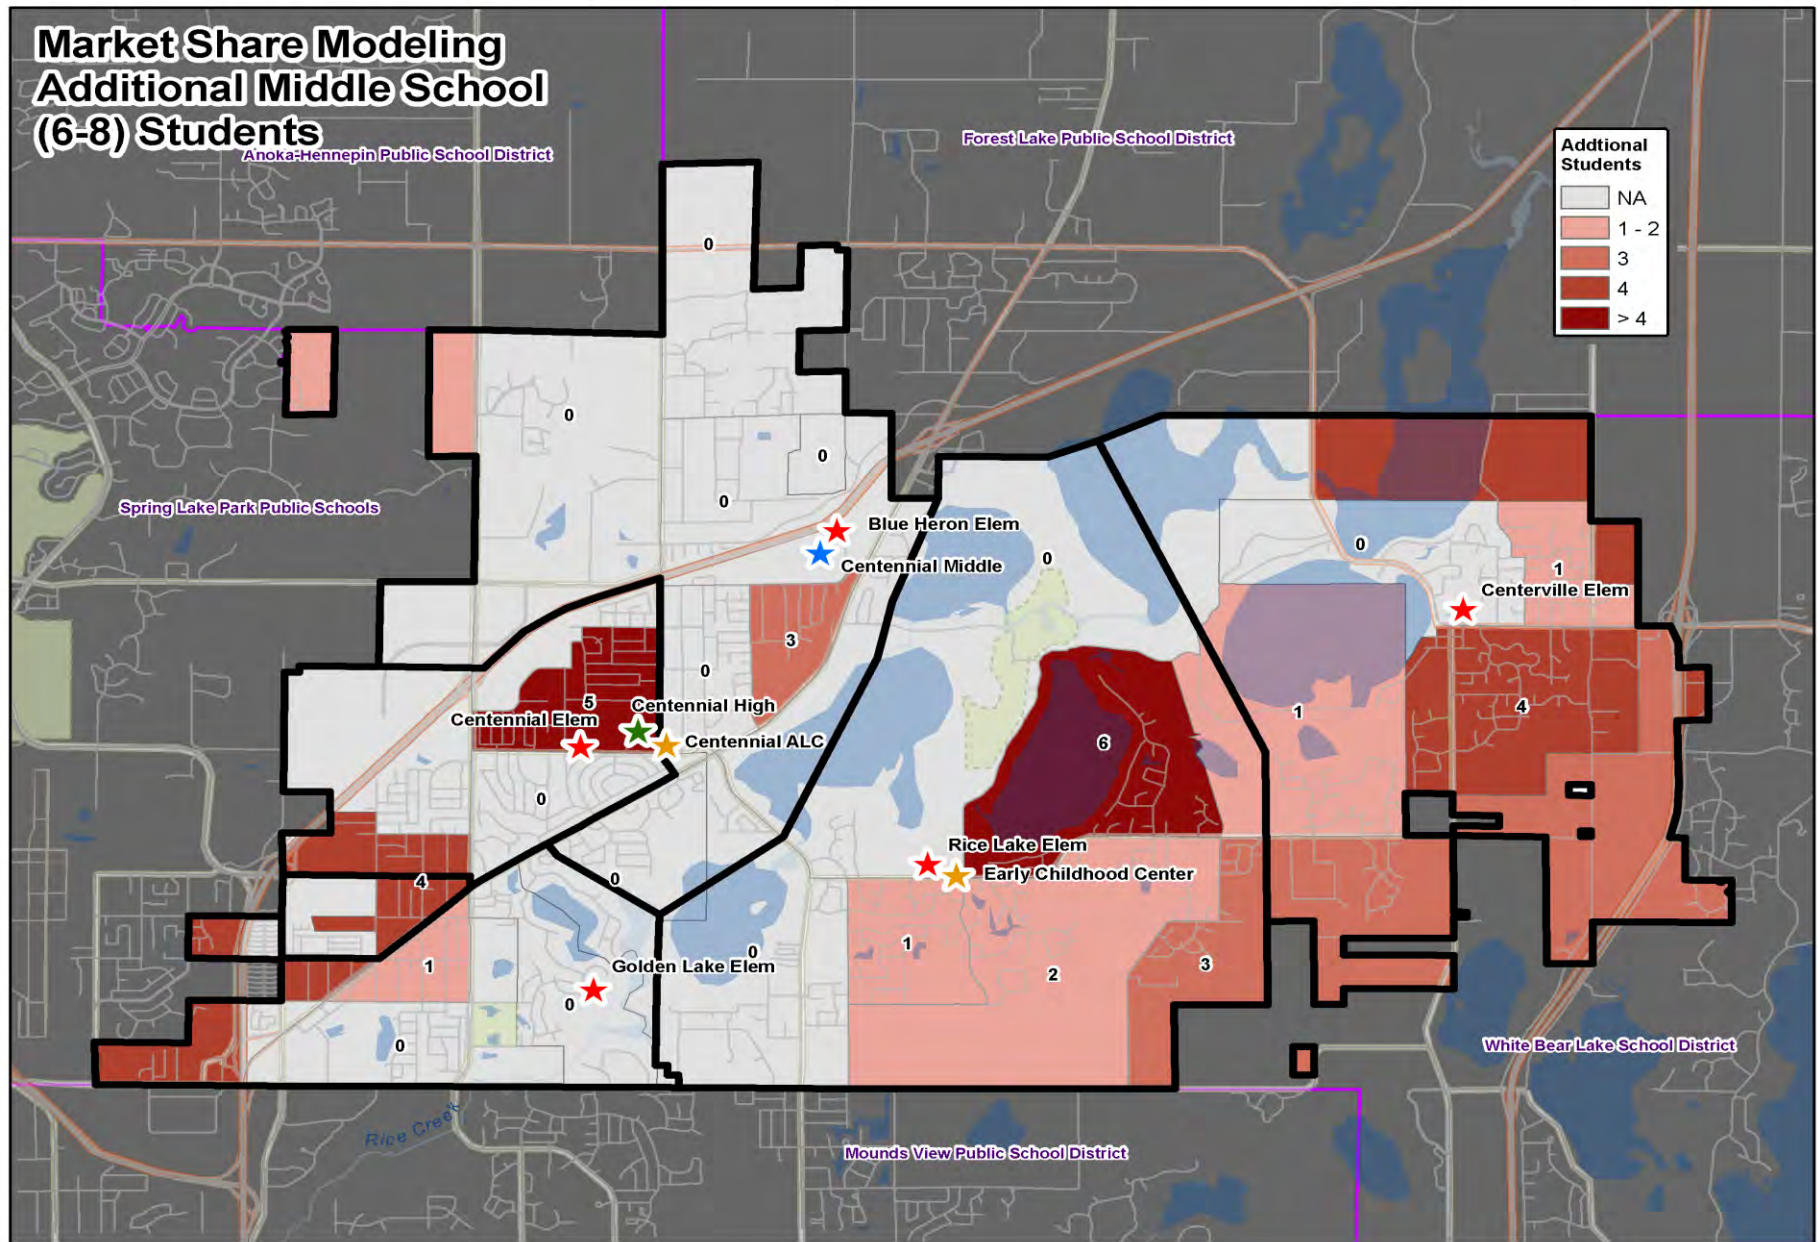 Market Share Modeling
Additional Middle School
(6-8) Students
Anoka-Hennepin Public School District
Forest Lake Public School District
Addtional
Students
NA
1 - 2
3
4
> 4
0
0
0
0
Spring Lake Park Public Schools
Blue Heron Elem
Centennial Middle
0
0
1
Centerville Elem
3
0
5
Centennial High
Centennial Elem
Centennial ALC
1
4
6
0
Rice Lake Elem
Early Childhood Center
0
4
1
0
1
2
3
Golden Lake Elem
0
0
White Bear Lake School District
Rice Creek
Mounds View Public School District